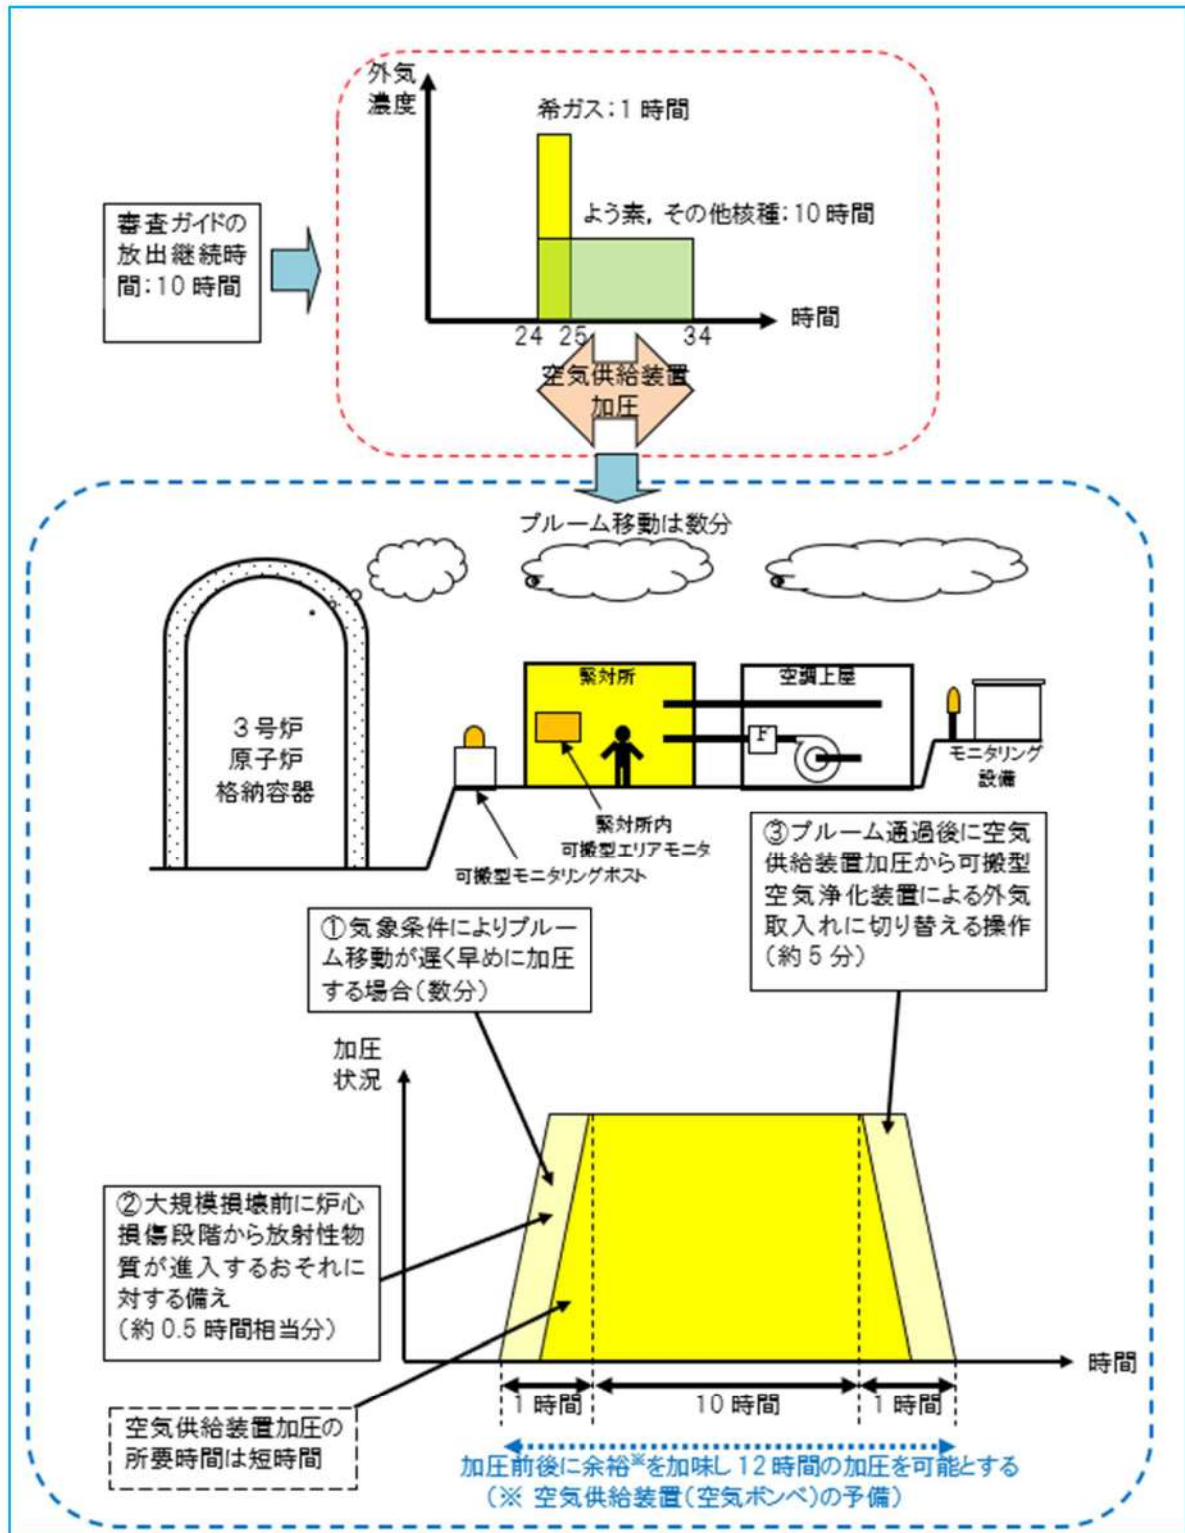 外気
濃度
希ガス:1時間
よう素,その他核種:10時間
審査ガイドの
放出継続時
間:10時間
時間
24 25 34
空気供給装置
加圧
プルーム移動は数分
緊対所
空調上屋
F
3号炉
原子炉
格納容器
モニタリング
設備
緊対所内
可搬型エリアモニタ
可搬型モニタリングポスト
③プルーム通過後に空気
供給装置加圧から可搬型
空気浄化装置による外気
取入れに切り替える操作
(約5分)
①気象条件によりプルー
ム移動が遅く早めに加圧
する場合(数分)
加圧
状況
②大規模損壊前に炉心
損傷段階から放射性物
質が進入するおそれに
対する備え
(約0.5時間相当分)
時間
1時間 10時間 1時間
空気供給装置加圧の
所要時間は短時間
加圧前後に余裕※を加味し12時間の加圧を可能とする
(※ 空気供給装置(空気ボンベ)の予備)